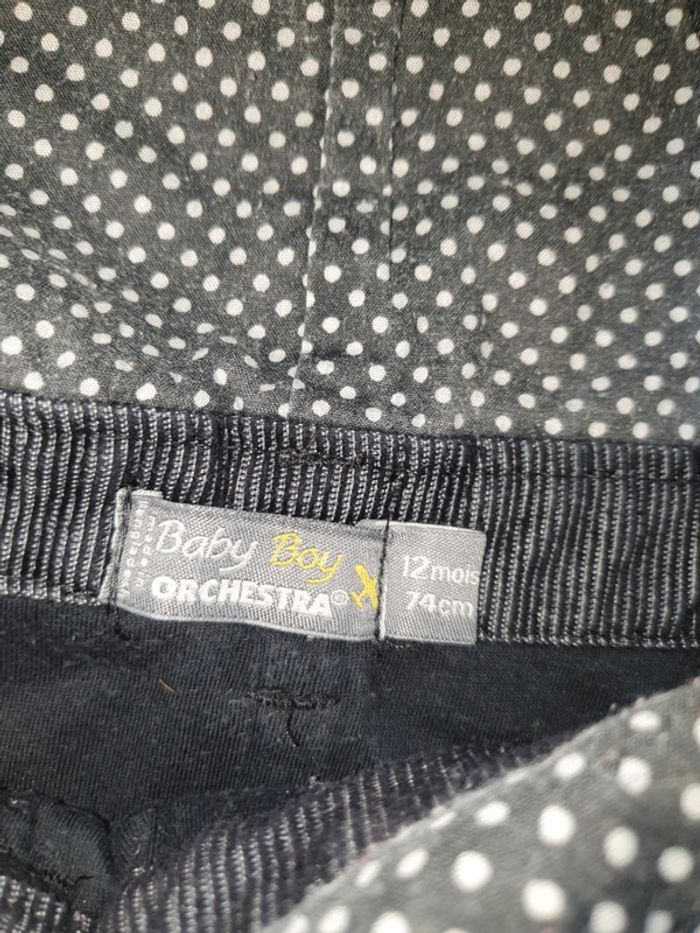 Baby Boy
ORCHESTRA®
12 mois
74cm